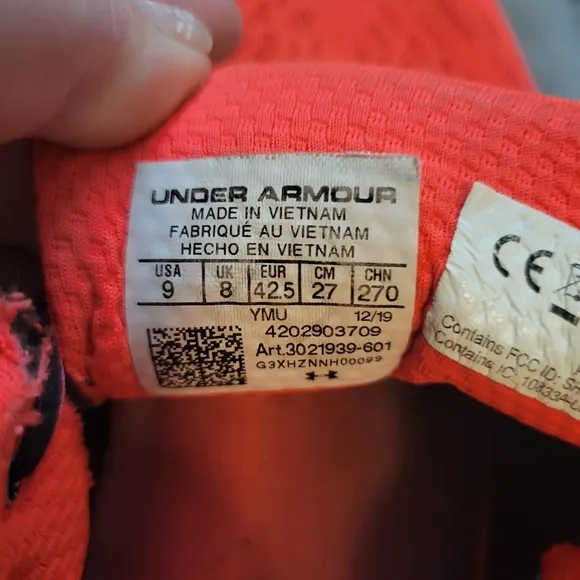 UNDER ARMOUR
MADE IN VIETNAM
FABRIQUÉ AU VIETNAM
HECHO EN VIETNAM
USA UK EUR CM CHN
9 8 42.5 27 270
YMU 12/19
4202903709
Art.3021939-601
G3XHZNNH00099
CE
Contains FCC ID:
Contains IC: